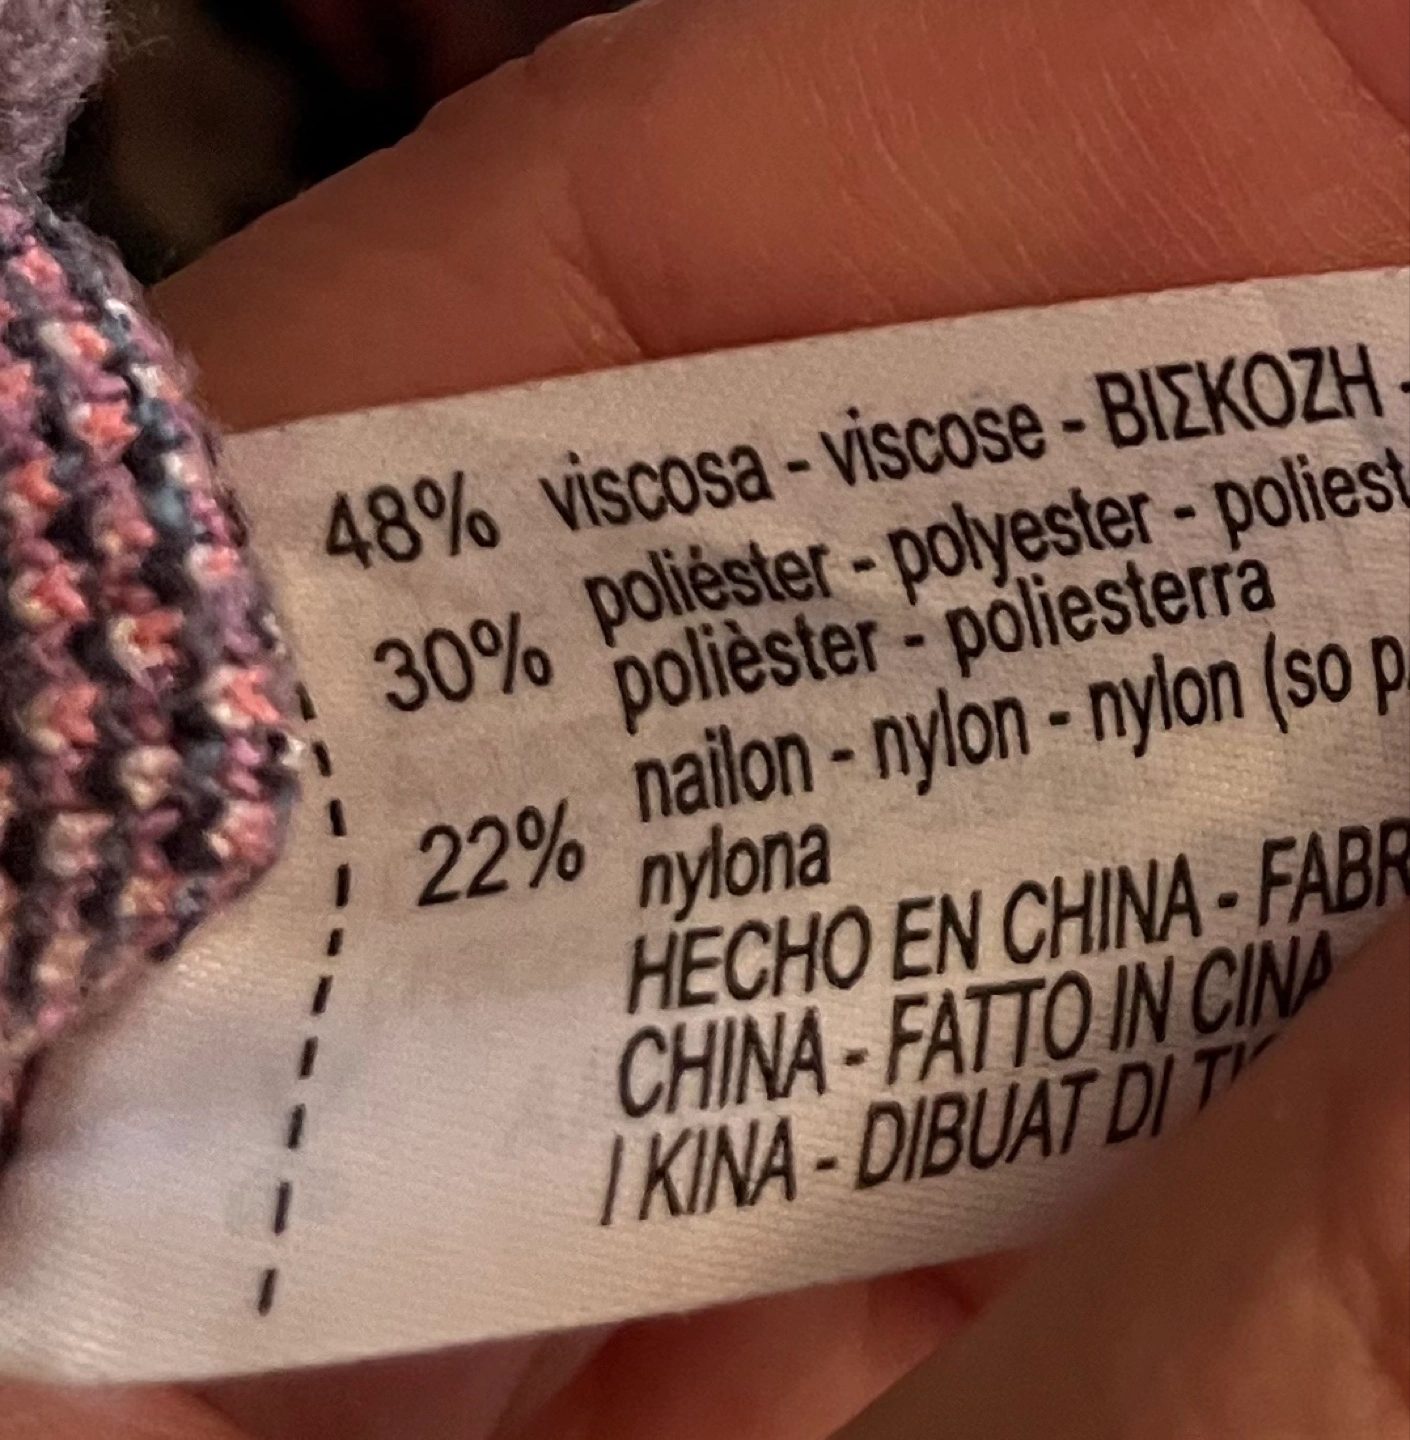 48% viscosa - viscose - ΒΙΣΚΟΖΗ -
poliéster - polyester - poliest
30% polièster - poliesterra
nailon - nylon - nylon (so p
22% nylona
HECHO EN CHINA - FABR
CHINA - FATTO IN CINA
I KINA - DIBUAT DI